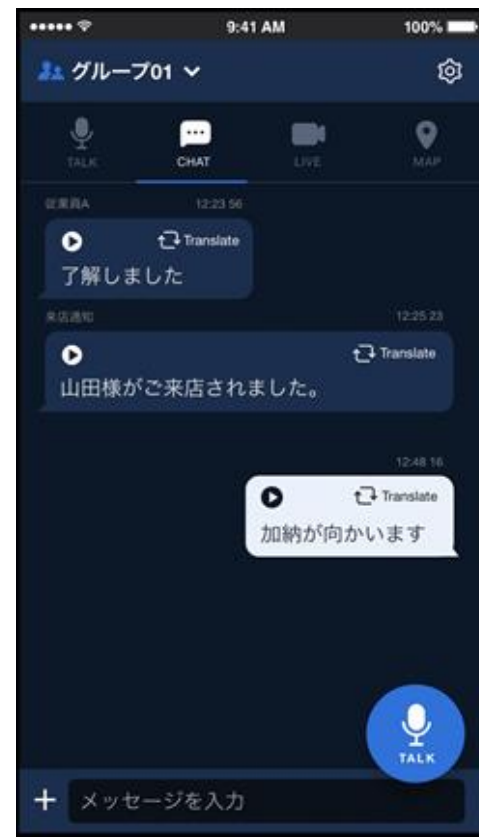 9:41 AM
100%
グループ01
TALK
CHAT
LIVE
MAP
従業員A
12:23 56
Translate
了解しました
来店通知
12:25 23
Translate
山田様がご来店されました。
12:48 16
Translate
加納が向かいます
TALK
メッセージを入力